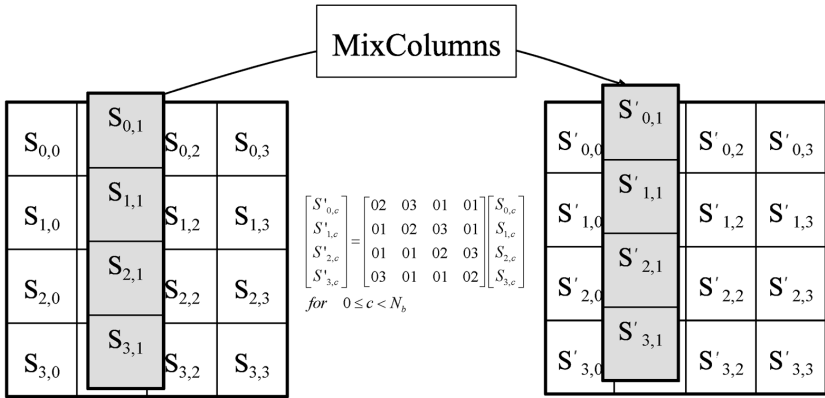 MixColumns
S0,0 S0,1 S0,2 S0,3
S1,0 S1,1 S1,2 S1,3
S2,0 S2,1 S2,2 S2,3
S3,0 S3,1 S3,2 S3,3
S'0,c 02 03 01 01 S0,c
S'1,c = 01 02 03 01 S1,c
S'2,c 01 01 02 03 S2,c
S'3,c 03 01 01 02 S3,c
for 0 ≤ c < Nb
S'0,0 S'0,1 S'0,2 S'0,3
S'1,0 S'1,1 S'1,2 S'1,3
S'2,0 S'2,1 S'2,2 S'2,3
S'3,0 S'3,1 S'3,2 S'3,3